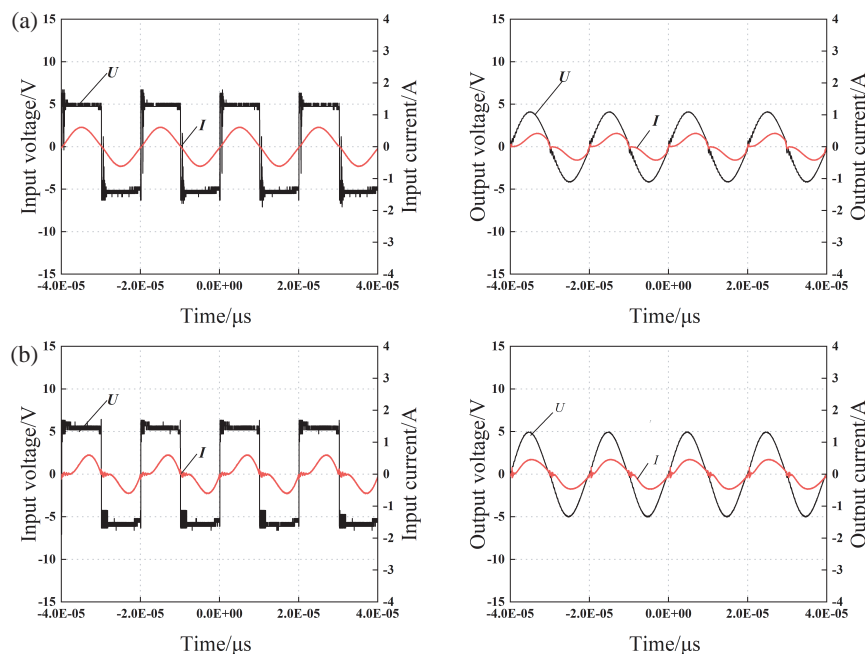 (a)
15
10
5
0
-5
-10
-15
Input voltage/V
U
I
4
3
2
1
0
-1
-2
-3
-4
Input current/A
-4.0E-05 -2.0E-05 0.0E+00 2.0E-05 4.0E-05
Time/μs
15
10
5
0
-5
-10
-15
Output voltage/V
U
I
4
3
2
1
0
-1
-2
-3
-4
Output current/A
-4.0E-05 -2.0E-05 0.0E+00 2.0E-05 4.0E-05
Time/μs
(b)
15
10
5
0
-5
-10
-15
Input voltage/V
U
I
4
3
2
1
0
-1
-2
-3
-4
Input current/A
-4.0E-05 -2.0E-05 0.0E+00 2.0E-05 4.0E-05
Time/μs
15
10
5
0
-5
-10
-15
Output voltage/V
U
I
4
3
2
1
0
-1
-2
-3
-4
Output current/A
-4.0E-05 -2.0E-05 0.0E+00 2.0E-05 4.0E-05
Time/μs